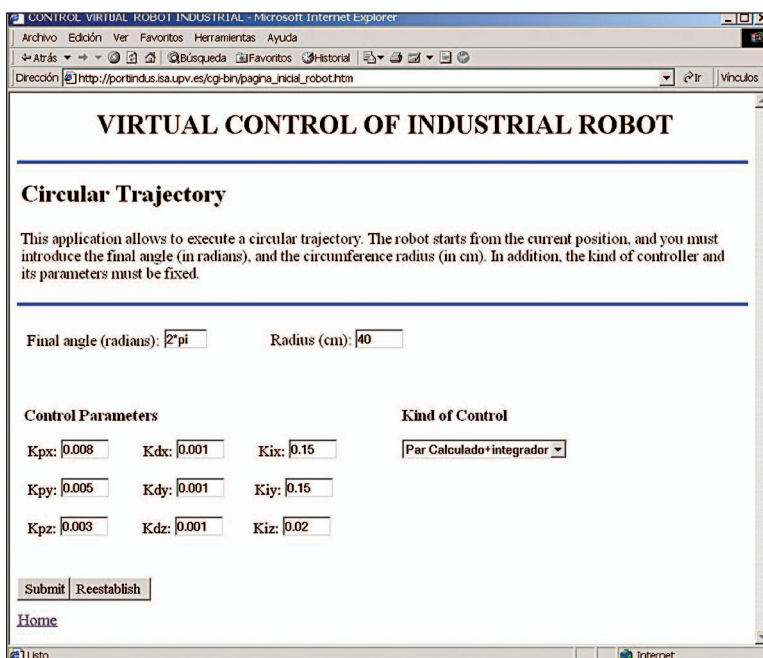 CONTROL VIRTUAL ROBOT INDUSTRIAL - Microsoft Internet Explorer
Archivo Edición Ver Favoritos Herramientas Ayuda
Atrás Búsqueda Favoritos Historial
Dirección http://portindus.isa.upv.es/cgi-bin/pagina_inicial_robot.htm Ir Vínculos
VIRTUAL CONTROL OF INDUSTRIAL ROBOT
Circular Trajectory
This application allows to execute a circular trajectory. The robot starts from the current position, and you must
introduce the final angle (in radians), and the circumference radius (in cm). In addition, the kind of controller and
its parameters must be fixed.
Final angle (radians): 2*pi Radius (cm): 40
Control Parameters Kind of Control
Kpx: 0.008 Kdx: 0.001 Kix: 0.15 Par Calculado+integrador
Kpy: 0.005 Kdy: 0.001 Kiy: 0.15
Kpz: 0.003 Kdz: 0.001 Kiz: 0.02
Submit Reestablish
Home
Listo Internet